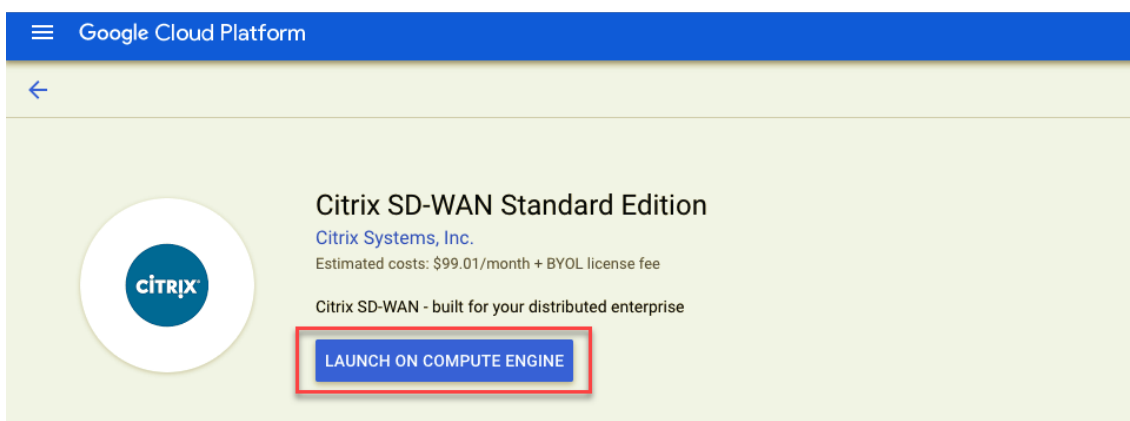 Google Cloud Platform
Citrix SD-WAN Standard Edition
Citrix Systems, Inc.
Estimated costs: $99.01/month + BYOL license fee
citrix
Citrix SD-WAN - built for your distributed enterprise
LAUNCH ON COMPUTE ENGINE